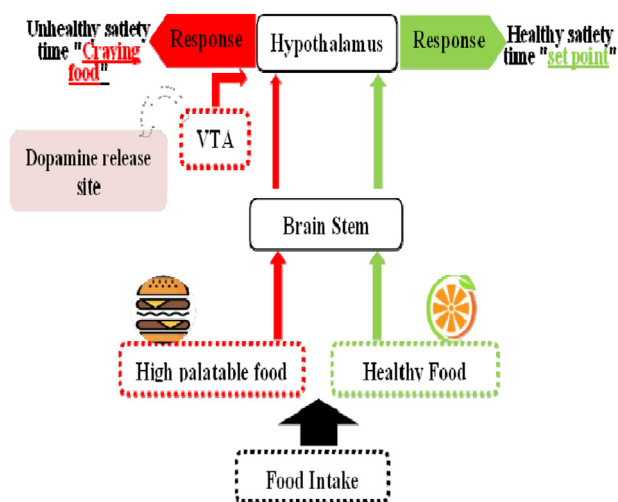 Unhealthy satiety
time "Craving
food"
Response
Hypothalamus
Response
Healthy satiety
time "set point"
VTA
Dopamine release
site
Brain Stem
High palatable food
Healthy Food
Food Intake